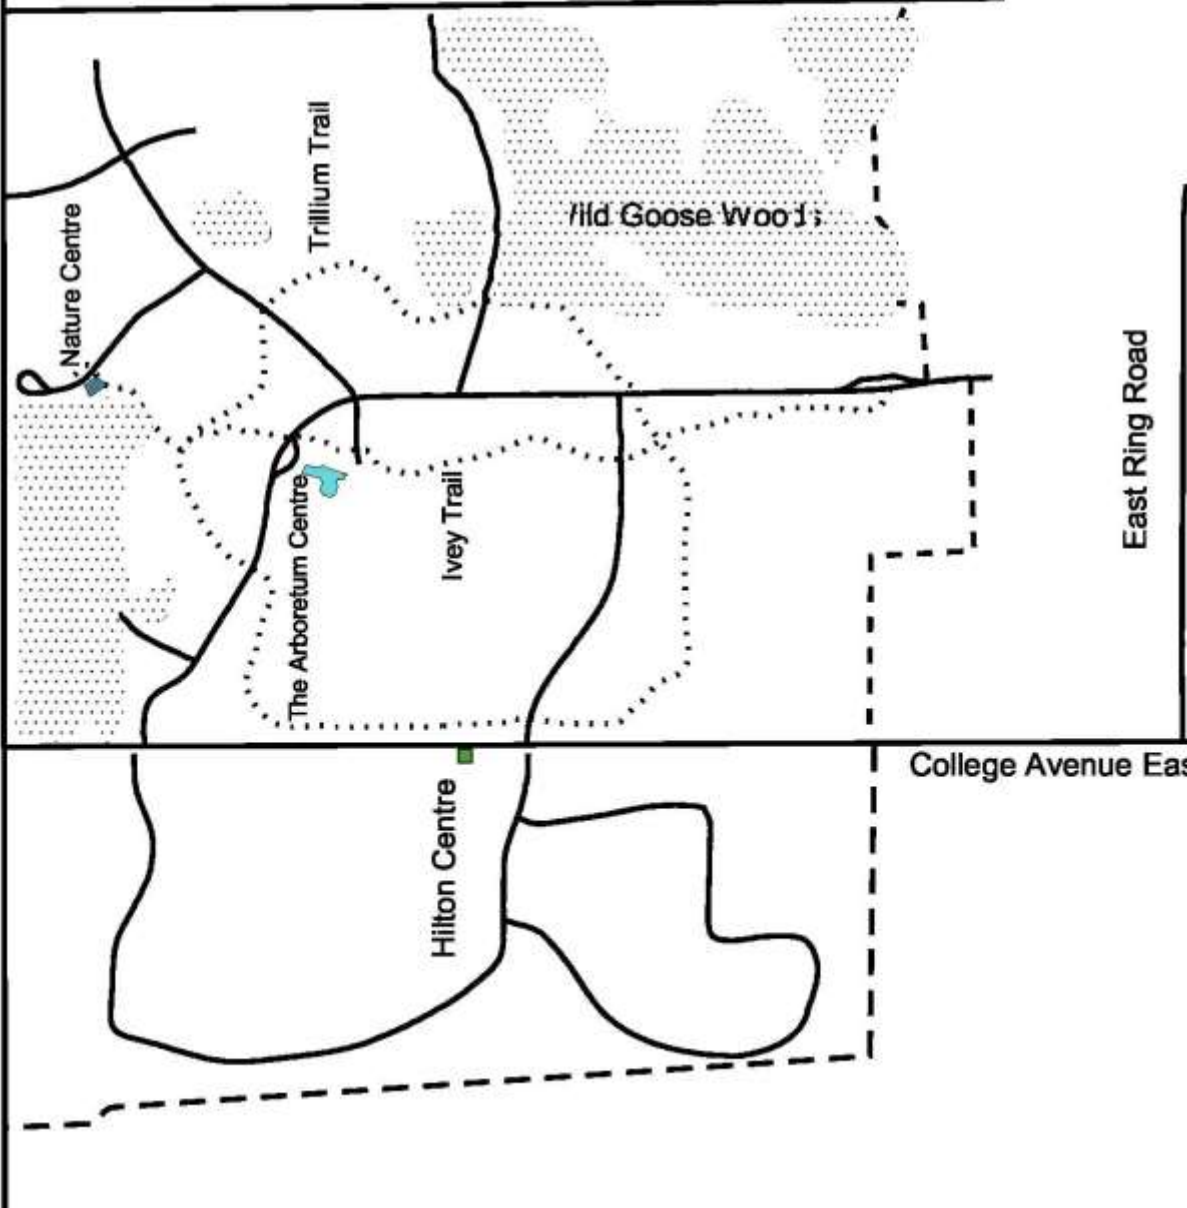 Trillium Trail
/ild Goose Woods
Nature Centre
East Ring Road
The Arboretum Centre
Ivey Trail
College Avenue Eas
Hilton Centre